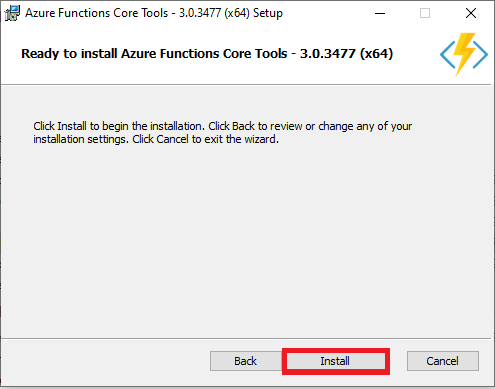 Azure Functions Core Tools - 3.0.3477 (x64) Setup
Ready to install Azure Functions Core Tools - 3.0.3477 (x64)
Click Install to begin the installation. Click Back to review or change any of your
installation settings. Click Cancel to exit the wizard.
Back Install Cancel